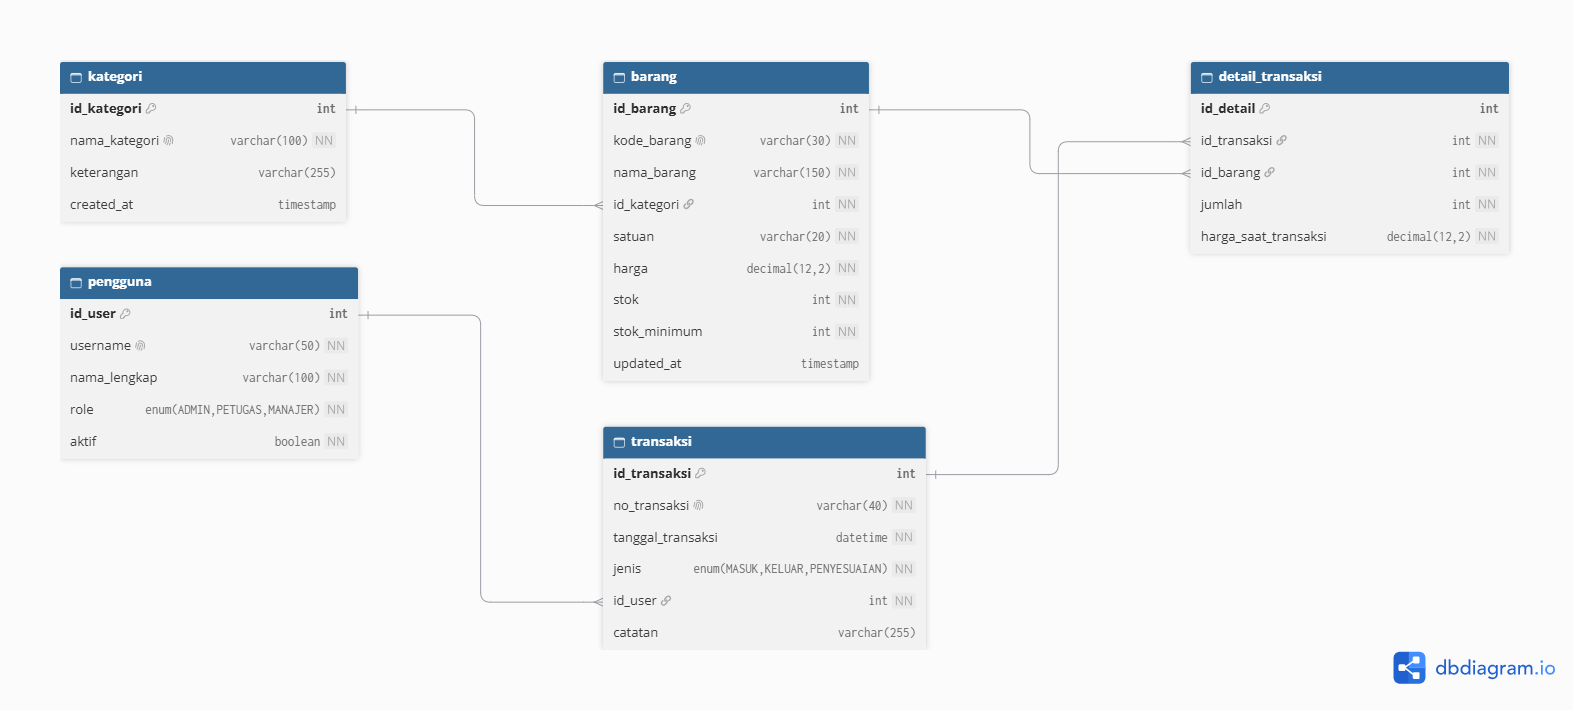 kategori
id_kategori int
nama_kategori varchar(100) NN
keterangan varchar(255)
created_at timestamp
pengguna
id_user int
username varchar(50) NN
nama_lengkap varchar(100) NN
role enum(ADMIN,PETUGAS,MANAJER) NN
aktif boolean NN
barang
id_barang int
kode_barang varchar(30) NN
nama_barang varchar(150) NN
id_kategori int NN
satuan varchar(20) NN
harga decimal(12,2) NN
stok int NN
stok_minimum int NN
updated_at timestamp
transaksi
id_transaksi int
no_transaksi varchar(40) NN
tanggal_transaksi datetime NN
jenis enum(MASUK,KELUAR,PENYESUAIAN) NN
id_user int NN
catatan varchar(255)
detail_transaksi
id_detail int
id_transaksi int NN
id_barang int NN
jumlah int NN
harga_saat_transaksi decimal(12,2) NN
dbdiagram.io